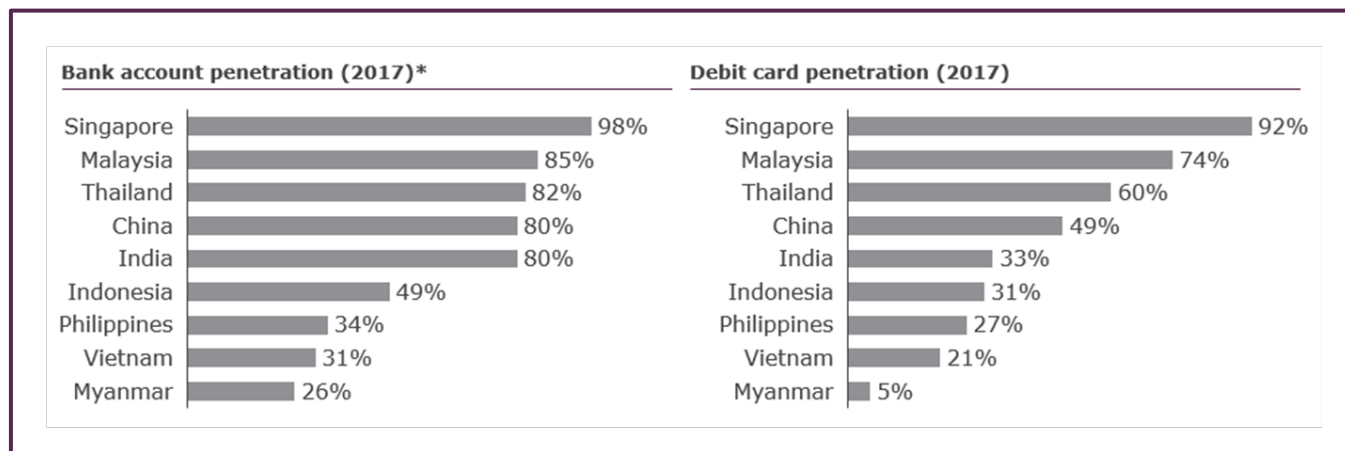 Bank account penetration (2017)*
Singapore 98%
Malaysia 85%
Thailand 82%
China 80%
India 80%
Indonesia 49%
Philippines 34%
Vietnam 31%
Myanmar 26%
Debit card penetration (2017)
Singapore 92%
Malaysia 74%
Thailand 60%
China 49%
India 33%
Indonesia 31%
Philippines 27%
Vietnam 21%
Myanmar 5%